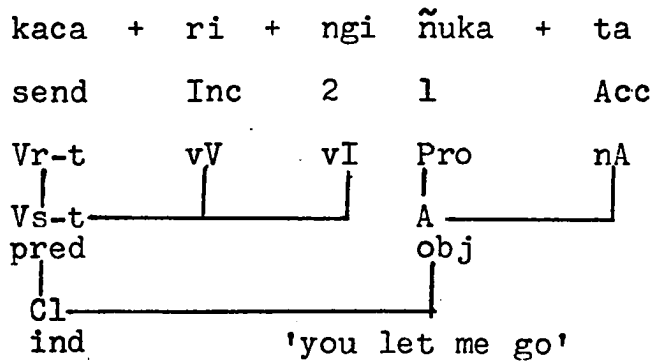 kaca + ri + ngi ñuka + ta
send Inc 2 1 Acc
Vr-t vV vI Pro nA
Vs-t A
pred obj
Cl
ind 'you let me go'